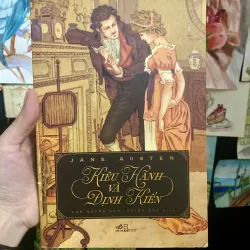 JANE AUSTEN
KIÊU HÃNH
VÀ
ĐỊNH KIẾN